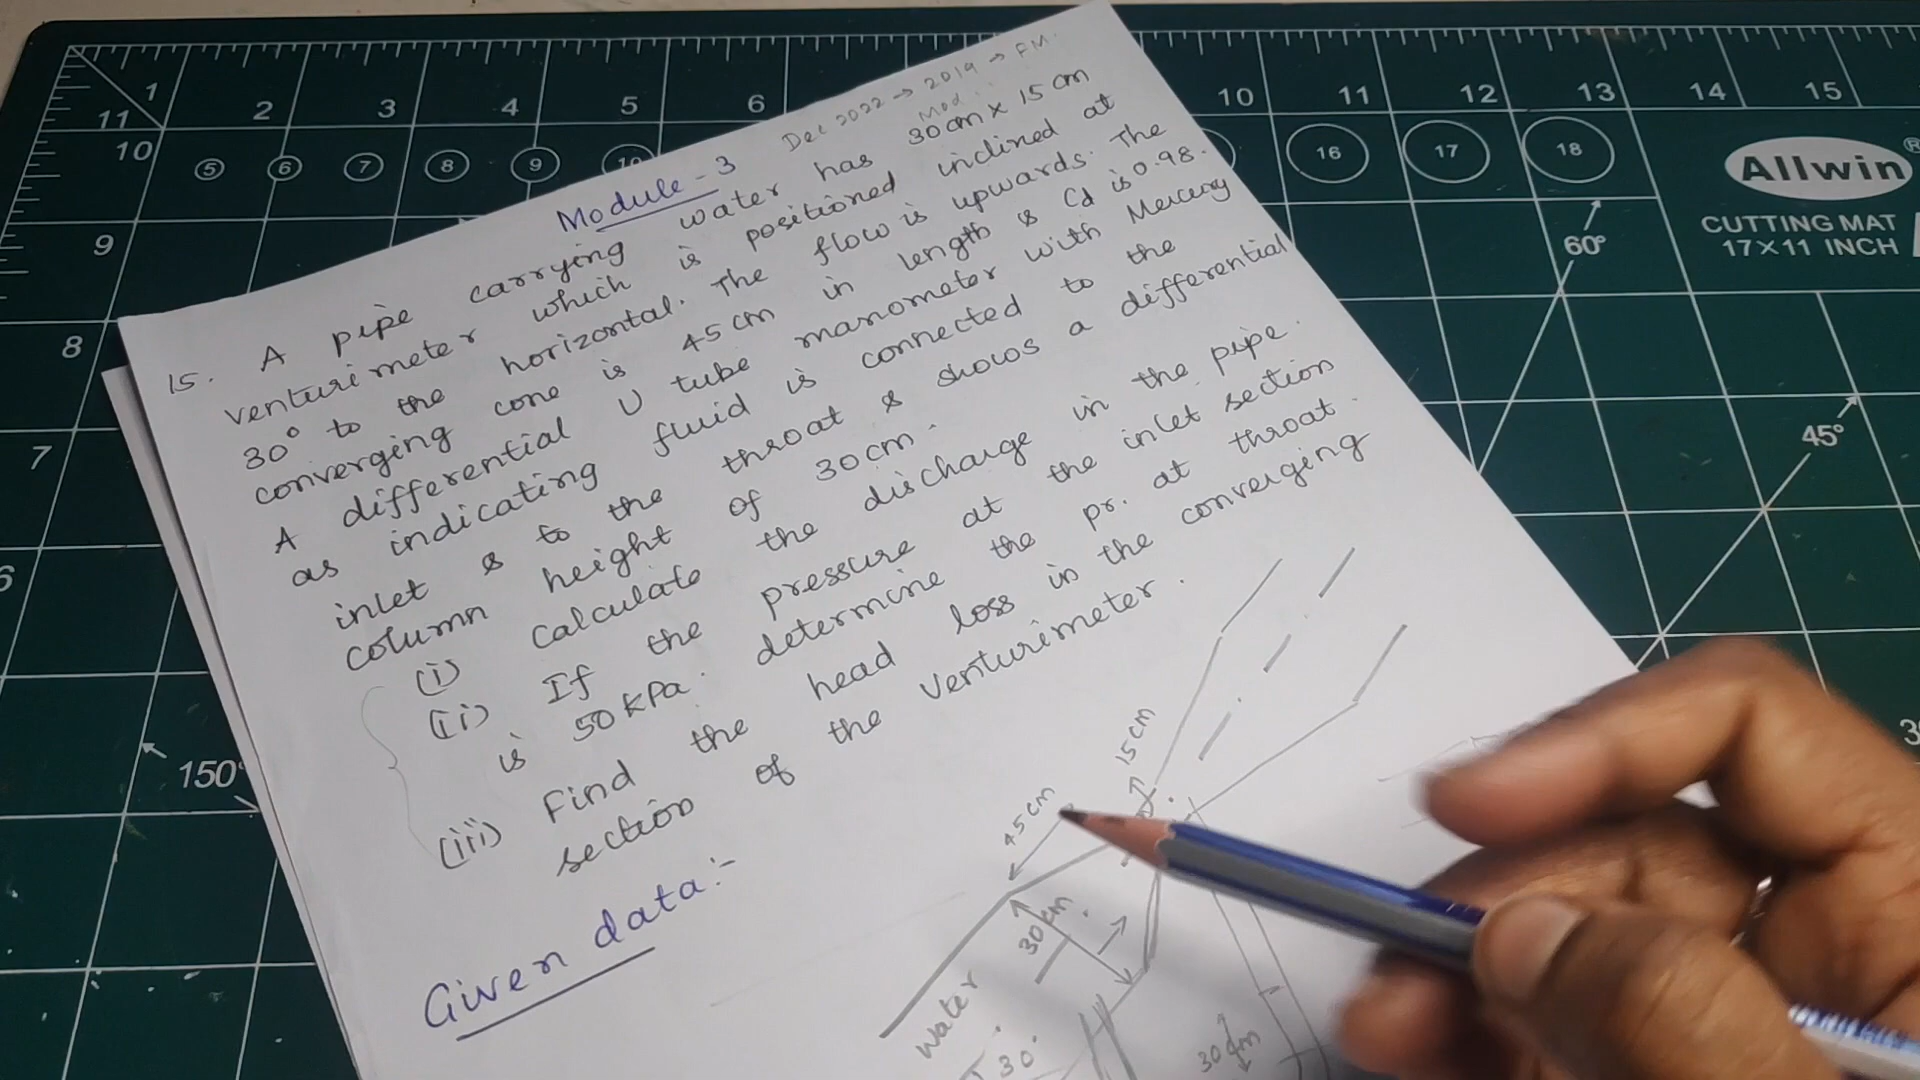 Dec 2022 → 2019 → FM.
Mod
Module - 3
15. A pipe carrying water has 30cm × 15 cm
venturimeter which is positioned inclined at
30° to the horizontal. The flow is upwards. The
converging cone is 45 cm in length & Cd is 0.98.
A differential U tube manometer with Mercury
as indicating fluid is connected to the
inlet & to the throat & shows a differential
column height of 30cm.
(i) Calculate the discharge in the pipe.
(ii) If the pressure at the inlet section
is 50 kPa. determine the pr. at throat.
(iii) Find the head loss in the converging
section of the venturimeter.
Given data:-
15 cm
45 cm
30 cm
Water
30°
30 cm
1 2 3 4 5 6 10 11 12 13 14 15
11
10
9
8
7
6
5 6 7 8 9 10 16 17 18
60°
45°
150°
Allwin
CUTTING MAT
17 X 11 INCH